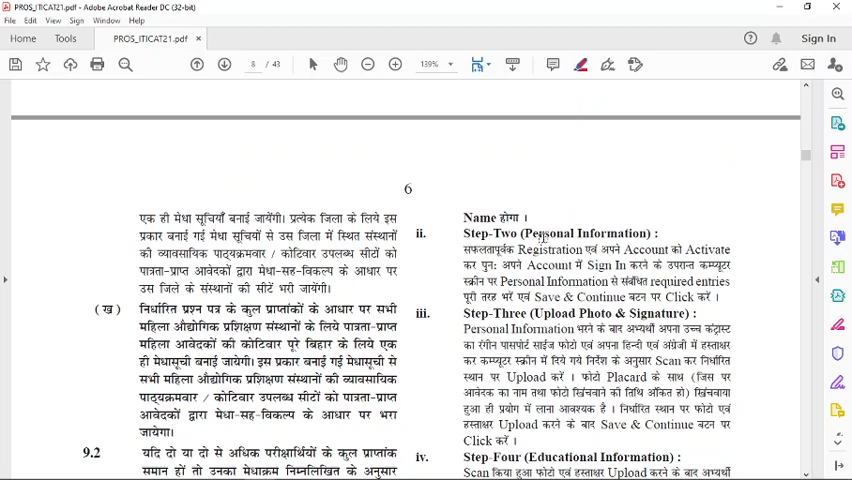 PROS_ITICAT21.pdf - Adobe Acrobat Reader DC (32-bit)
File Edit View Sign Window Help
Home Tools PROS_ITICAT21.pdf × Sign In
8 / 43 139%
6
एक ही मेधा सूचियाँ बनाई जायेंगी। प्रत्येक जिला के लिये इस
प्रकार बनाई गई मेधा सूचियों से उस जिला में स्थित संस्थानों
की व्यावसायिक पाठ्यक्रमवार / कोटिवार उपलब्ध सीटों को
पात्रता-प्राप्त आवेदकों द्वारा मेधा-सह-विकल्प के आधार पर
उस जिले के संस्थानों की सीटें भरी जायेंगी।
(ख) निर्धारित प्रश्न पत्र के कुल प्राप्तांकों के आधार पर सभी
महिला औद्योगिक प्रशिक्षण संस्थानों के लिये पात्रता-प्राप्त
महिला आवेदकों की कोटिवार पूरे बिहार के लिये एक
ही मेधासूची बनाई जायेगी। इस प्रकार बनाई गई मेधासूची से
सभी महिला औद्योगिक प्रशिक्षण संस्थानों की व्यावसायिक
पाठ्यक्रमवार / कोटिवार उपलब्ध सीटों को पात्रता-प्राप्त
आवेदकों द्वारा मेधा-सह-विकल्प के आधार पर भरा
जायेगा।
9.2 यदि दो या दो से अधिक परीक्षार्थियों के कुल प्राप्तांक
समान हों तो उनका मेधाक्रम निम्नलिखित के अनुसार
Name होगा ।
ii. Step-Two (Personal Information) :
सफलतापूर्वक Registration एवं अपने Account को Activate
कर पुन: अपने Account में Sign In करने के उपरान्त कम्प्यूटर
स्क्रीन पर Personal Information से संबंधित required entries
पूरी तरह भरें एवं Save & Continue बटन पर Click करें ।
iii. Step-Three (Upload Photo & Signature) :
Personal Information भरने के बाद अभ्यर्थी अपना उच्च कंट्रास्ट
का रंगीन पासपोर्ट साईज फोटो एवं अपना हिन्दी एवं अंग्रेजी में हस्ताक्षर
कर कम्प्यूटर स्क्रीन में दिये गये निर्देश के अनुसार Scan कर निर्धारित
स्थान पर Upload करें । फोटो Placard के साथ (जिस पर
आवेदक का नाम तथा फोटो खिंचवाने की तिथि अंकित हो) खिंचवाया
हुआ ही प्रयोग में लाना आवश्यक है । निर्धारित स्थान पर फोटो एवं
हस्ताक्षर Upload करने के बाद Save & Continue बटन पर
Click करें ।
iv. Step-Four (Educational Information) :
Scan किया हुआ फोटो एवं हस्ताक्षर Upload करने के बाद अभ्यर्थी